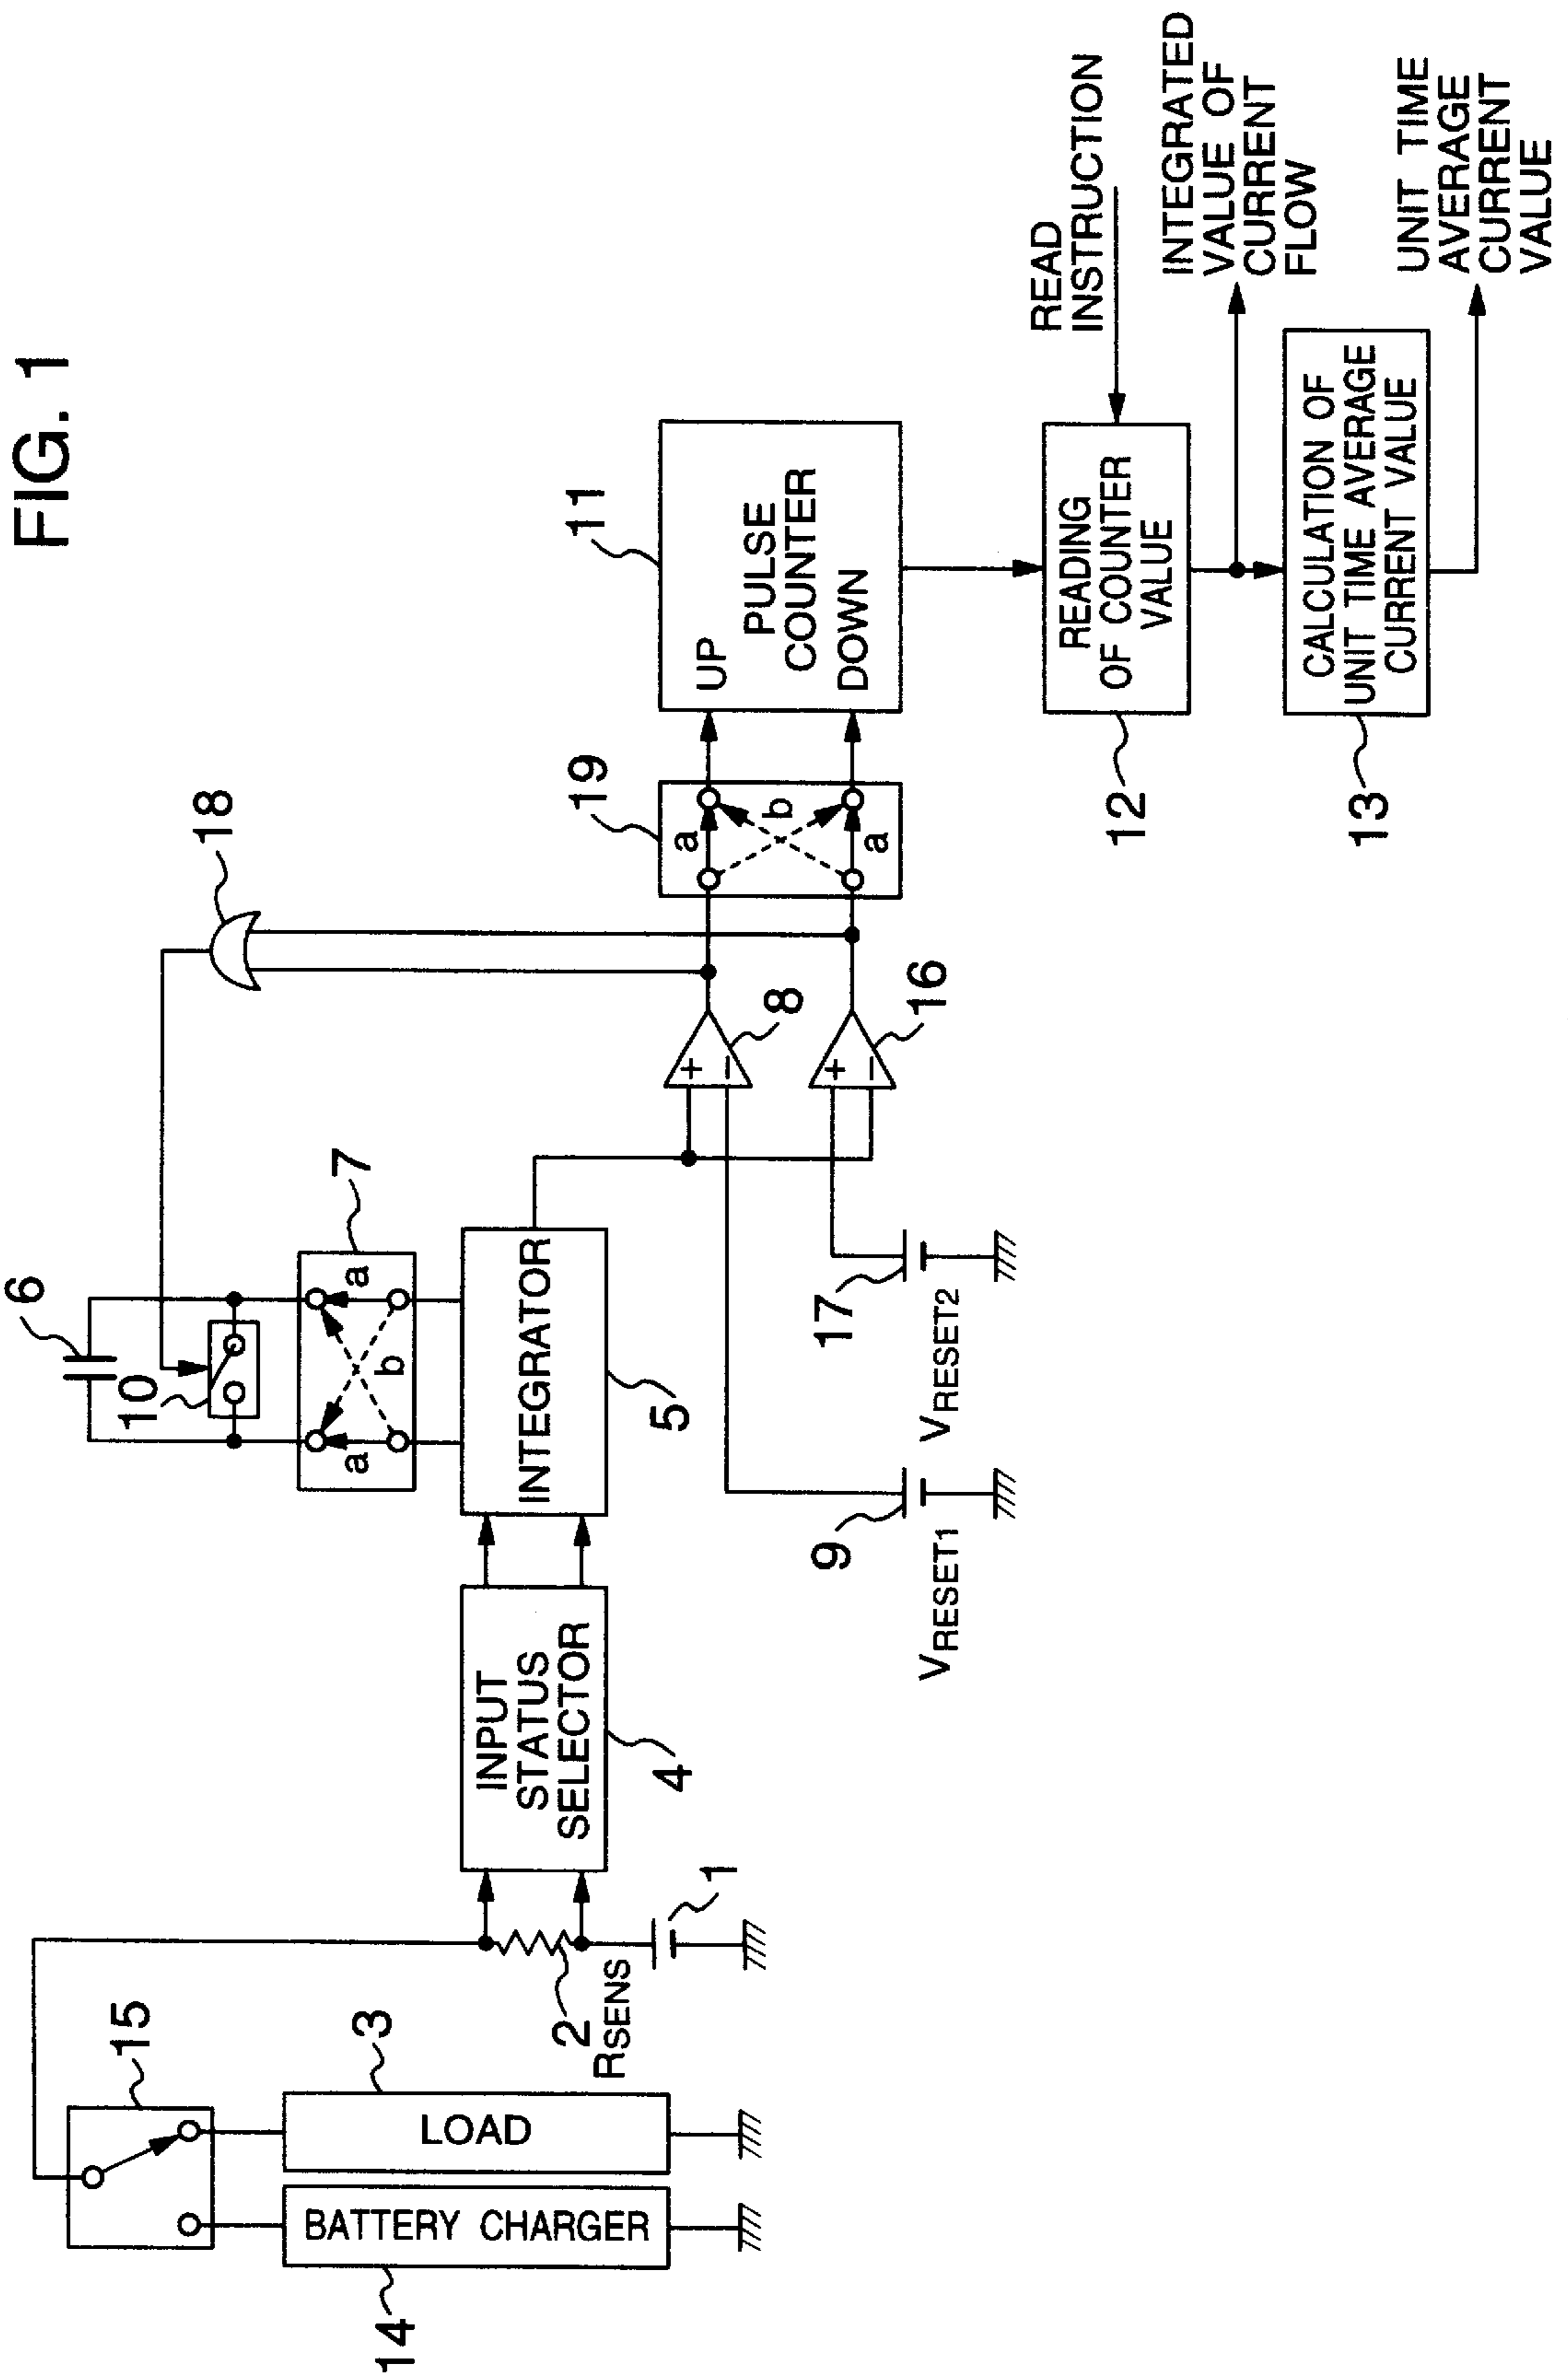 FIG. 1
6
18
10
7
a
a
b
15
3
LOAD
BATTERY CHARGER
14
2
RSENS
1
INPUT
STATUS
SELECTOR
4
INTEGRATOR
5
+
−
8
+
−
16
9
VRESET1
17
VRESET2
19
a
b
a
11
UP
PULSE
COUNTER
DOWN
READ
INSTRUCTION
READING
OF COUNTER
VALUE
12
INTEGRATED
VALUE OF
CURRENT
FLOW
CALCULATION OF
UNIT TIME AVERAGE
CURRENT VALUE
13
UNIT TIME
AVERAGE
CURRENT
VALUE